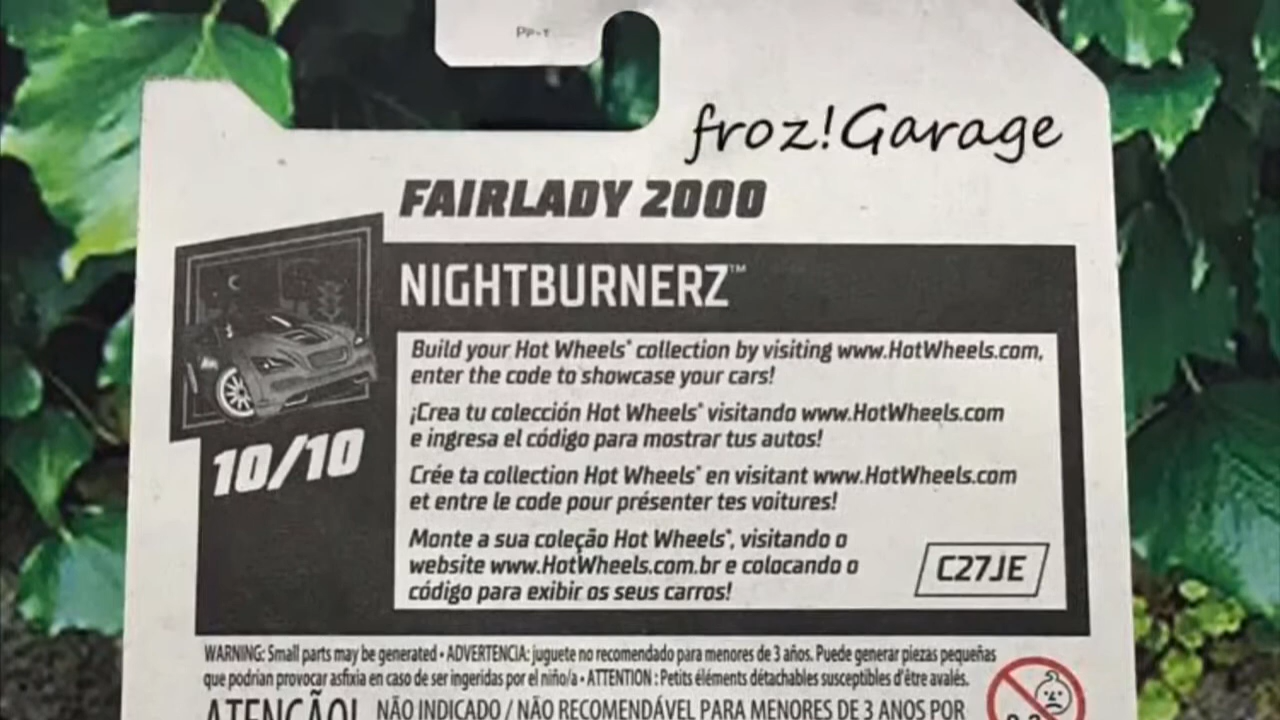 PP-T
froz!Garage
FAIRLADY 2000
NIGHTBURNERZ™
10/10
Build your Hot Wheels® collection by visiting www.HotWheels.com,
enter the code to showcase your cars!
¡Crea tu colección Hot Wheels® visitando www.HotWheels.com
e ingresa el código para mostrar tus autos!
Crée ta collection Hot Wheels® en visitant www.HotWheels.com
et entre le code pour présenter tes voitures!
Monte a sua coleção Hot Wheels®, visitando o
website www.HotWheels.com.br e colocando o
código para exibir os seus carros!
C27JE
WARNING: Small parts may be generated • ADVERTENCIA: juguete no recomendado para menores de 3 años. Puede generar piezas pequeñas
que podrían provocar asfixia en caso de ser ingeridas por el niño/a • ATTENTION : Petits éléments détachables susceptibles d'être avalés.
ATENÇÃO! NÃO INDICADO / NÃO RECOMENDÁVEL PARA MENORES DE 3 ANOS POR